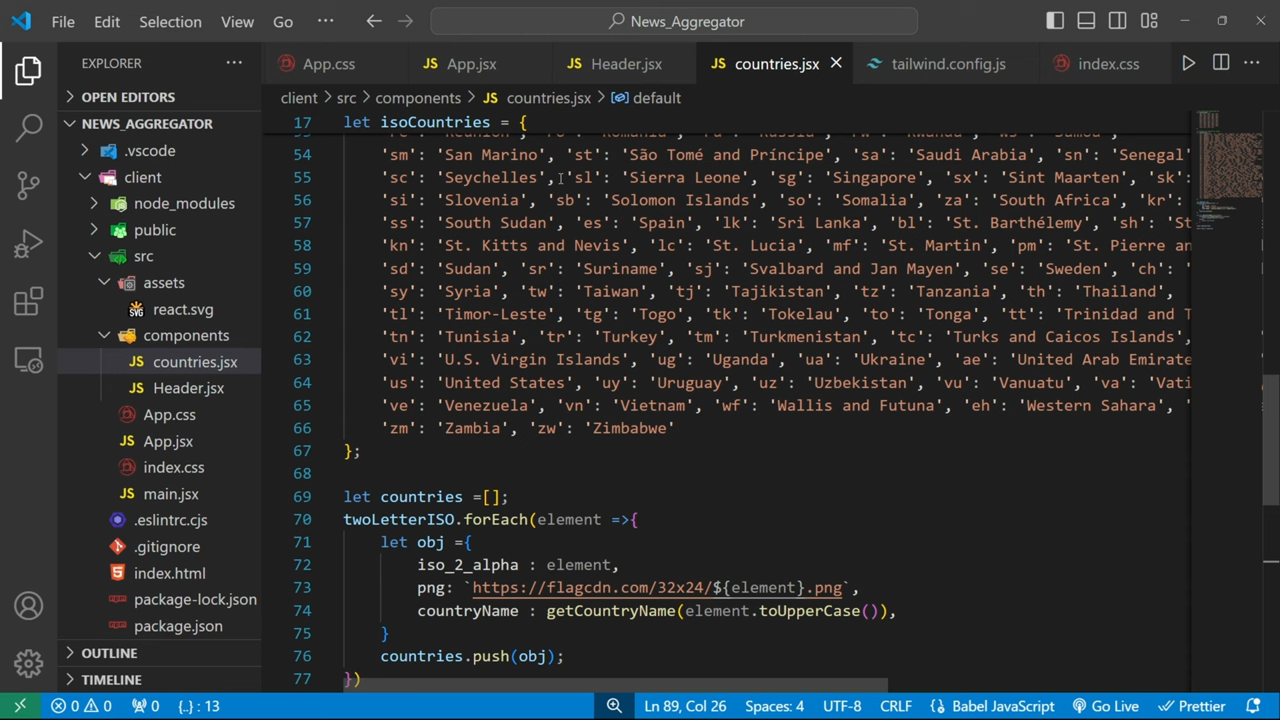 File Edit Selection View Go ··· News_Aggregator
EXPLORER ···
OPEN EDITORS
NEWS_AGGREGATOR
.vscode
client
node_modules
public
src
assets
react.svg
components
countries.jsx
Header.jsx
App.css
App.jsx
index.css
main.jsx
.eslintrc.cjs
.gitignore
index.html
package-lock.json
package.json
OUTLINE
TIMELINE
App.css JS App.jsx JS Header.jsx JS countries.jsx tailwind.config.js index.css ···
client > src > components > JS countries.jsx > default
17 let isoCountries = {
54 'sm': 'San Marino', 'st': 'São Tomé and Príncipe', 'sa': 'Saudi Arabia', 'sn': 'Senegal'
55 'sc': 'Seychelles', 'sl': 'Sierra Leone', 'sg': 'Singapore', 'sx': 'Sint Maarten', 'sk':
56 'si': 'Slovenia', 'sb': 'Solomon Islands', 'so': 'Somalia', 'za': 'South Africa', 'kr':
57 'ss': 'South Sudan', 'es': 'Spain', 'lk': 'Sri Lanka', 'bl': 'St. Barthélemy', 'sh': 'St
58 'kn': 'St. Kitts and Nevis', 'lc': 'St. Lucia', 'mf': 'St. Martin', 'pm': 'St. Pierre an
59 'sd': 'Sudan', 'sr': 'Suriname', 'sj': 'Svalbard and Jan Mayen', 'se': 'Sweden', 'ch':
60 'sy': 'Syria', 'tw': 'Taiwan', 'tj': 'Tajikistan', 'tz': 'Tanzania', 'th': 'Thailand',
61 'tl': 'Timor-Leste', 'tg': 'Togo', 'tk': 'Tokelau', 'to': 'Tonga', 'tt': 'Trinidad and T
62 'tn': 'Tunisia', 'tr': 'Turkey', 'tm': 'Turkmenistan', 'tc': 'Turks and Caicos Islands',
63 'vi': 'U.S. Virgin Islands', 'ug': 'Uganda', 'ua': 'Ukraine', 'ae': 'United Arab Emirate
64 'us': 'United States', 'uy': 'Uruguay', 'uz': 'Uzbekistan', 'vu': 'Vanuatu', 'va': 'Vati
65 've': 'Venezuela', 'vn': 'Vietnam', 'wf': 'Wallis and Futuna', 'eh': 'Western Sahara',
66 'zm': 'Zambia', 'zw': 'Zimbabwe'
67 };
68
69 let countries =[];
70 twoLetterISO.forEach(element =>{
71 let obj ={
72 iso_2_alpha : element,
73 png: `https://flagcdn.com/32x24/${element}.png`,
74 countryName : getCountryName(element.toUpperCase()),
75 }
76 countries.push(obj);
77 })
0 0 0 {..} : 13 Ln 89, Col 26 Spaces: 4 UTF-8 CRLF Babel JavaScript Go Live Prettier